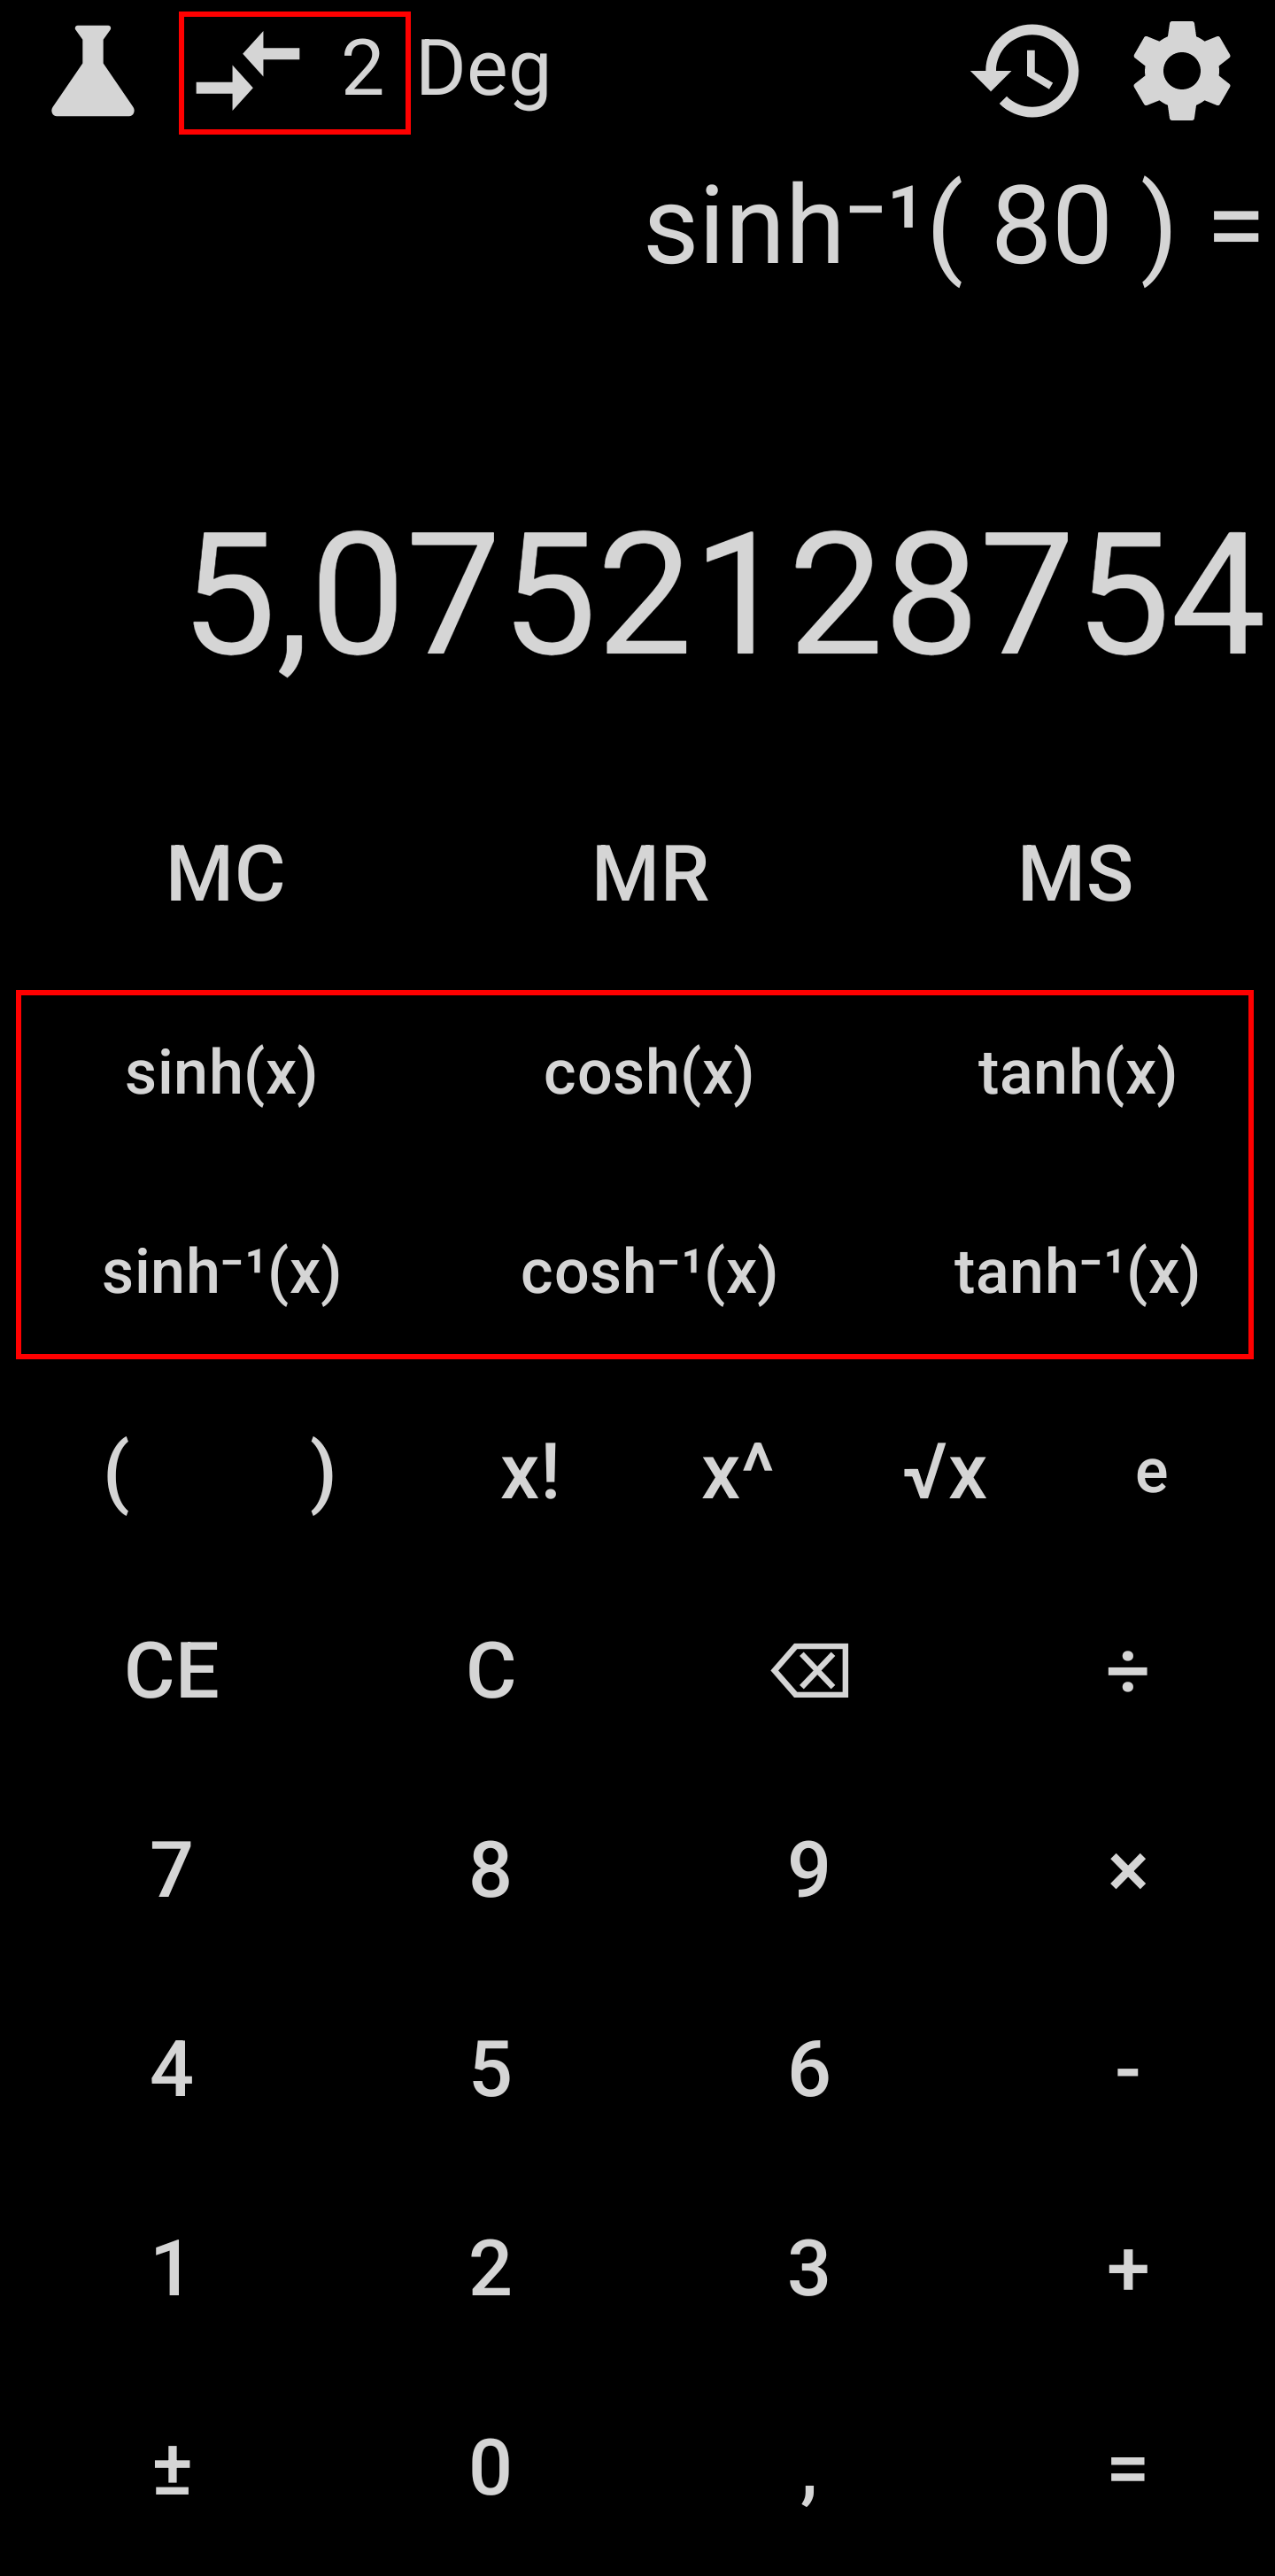 2 Deg
sinh⁻¹( 80 ) =
5,0752128754
MC MR MS
sinh(x) cosh(x) tanh(x)
sinh⁻¹(x) cosh⁻¹(x) tanh⁻¹(x)
( ) x! x^ √x e
CE C ÷
7 8 9 ×
4 5 6 -
1 2 3 +
± 0 , =